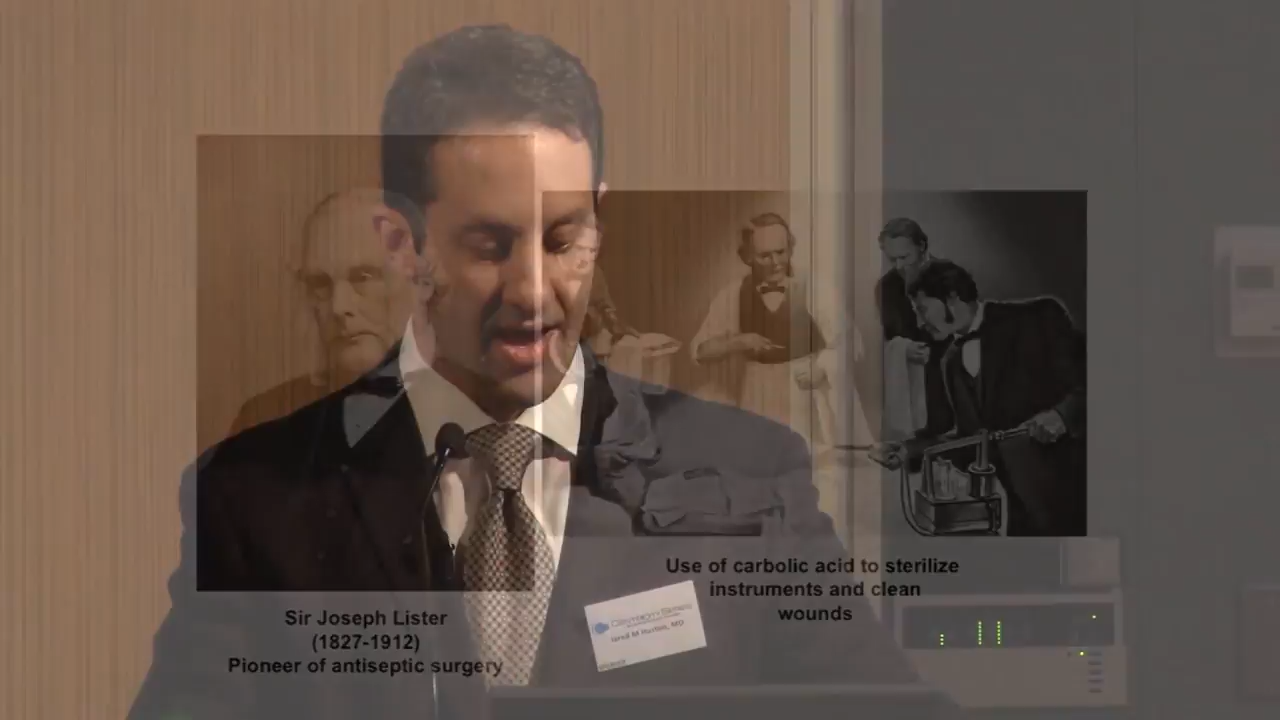 Sir Joseph Lister
(1827-1912)
Pioneer of antiseptic surgery
Use of carbolic acid to sterilize
instruments and clean
wounds
MD